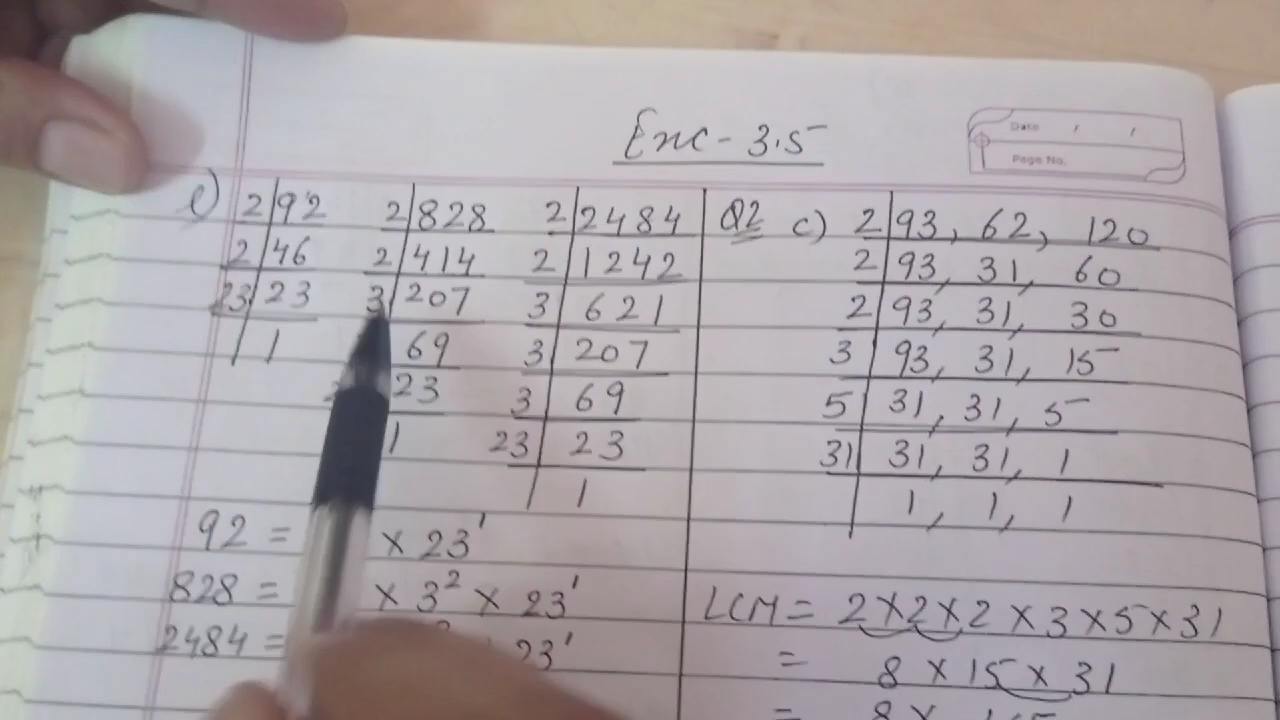 Exc - 3.5
Date / /
Page No.
e) 2 | 92
2 | 46
23 | 23
1
2 | 828
2 | 414
3 | 207
69
23
1
2 | 2484
2 | 1242
3 | 621
3 | 207
3 | 69
23 | 23
1
92 = × 23¹
828 = × 3² × 23¹
2484 = 23¹
Q2 c) 2 | 93, 62, 120
2 | 93, 31, 60
2 | 93, 31, 30
3 | 93, 31, 15
5 | 31, 31, 5
31 | 31, 31, 1
1, 1, 1
LCM = 2×2×2×3×5×31
= 8 × 15 × 31
= 8 ×